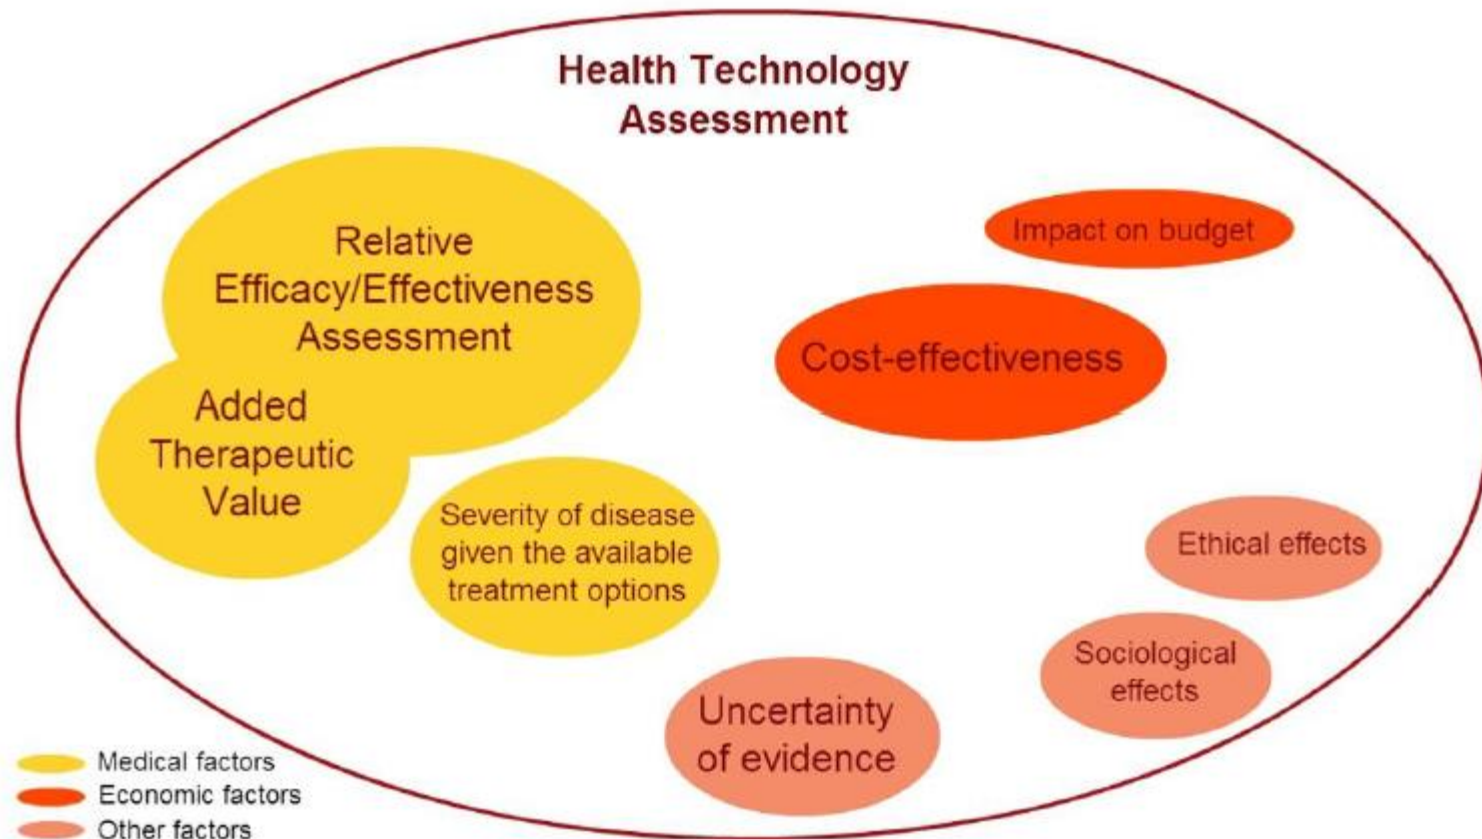 Health Technology
Assessment
Relative
Efficacy/Effectiveness
Assessment
Added
Therapeutic
Value
Severity of disease
given the available
treatment options
Impact on budget
Cost-effectiveness
Ethical effects
Sociological
effects
Uncertainty
of evidence
Medical factors
Economic factors
Other factors